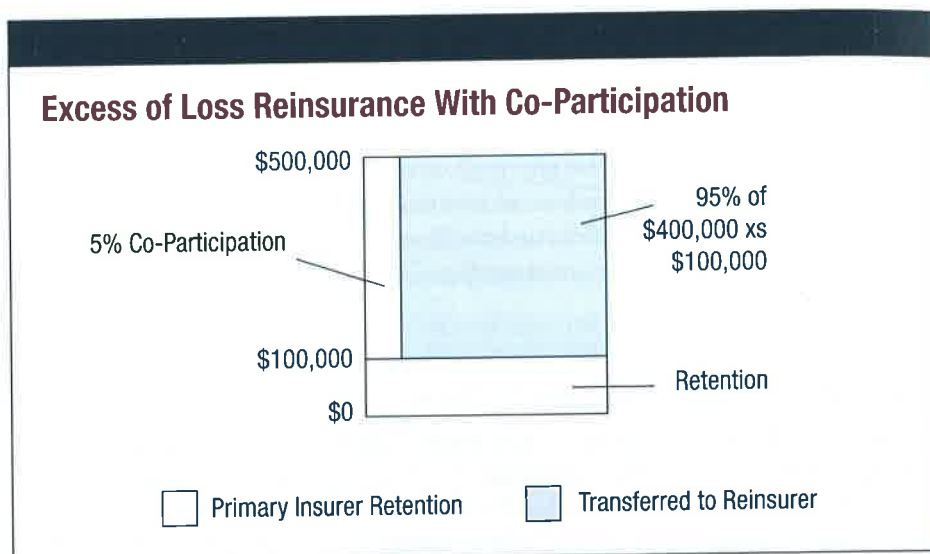 Excess of Loss Reinsurance With Co-Participation
$500,000
5% Co-Participation
95% of
$400,000 xs
$100,000
$100,000
Retention
$0
Primary Insurer Retention
Transferred to Reinsurer